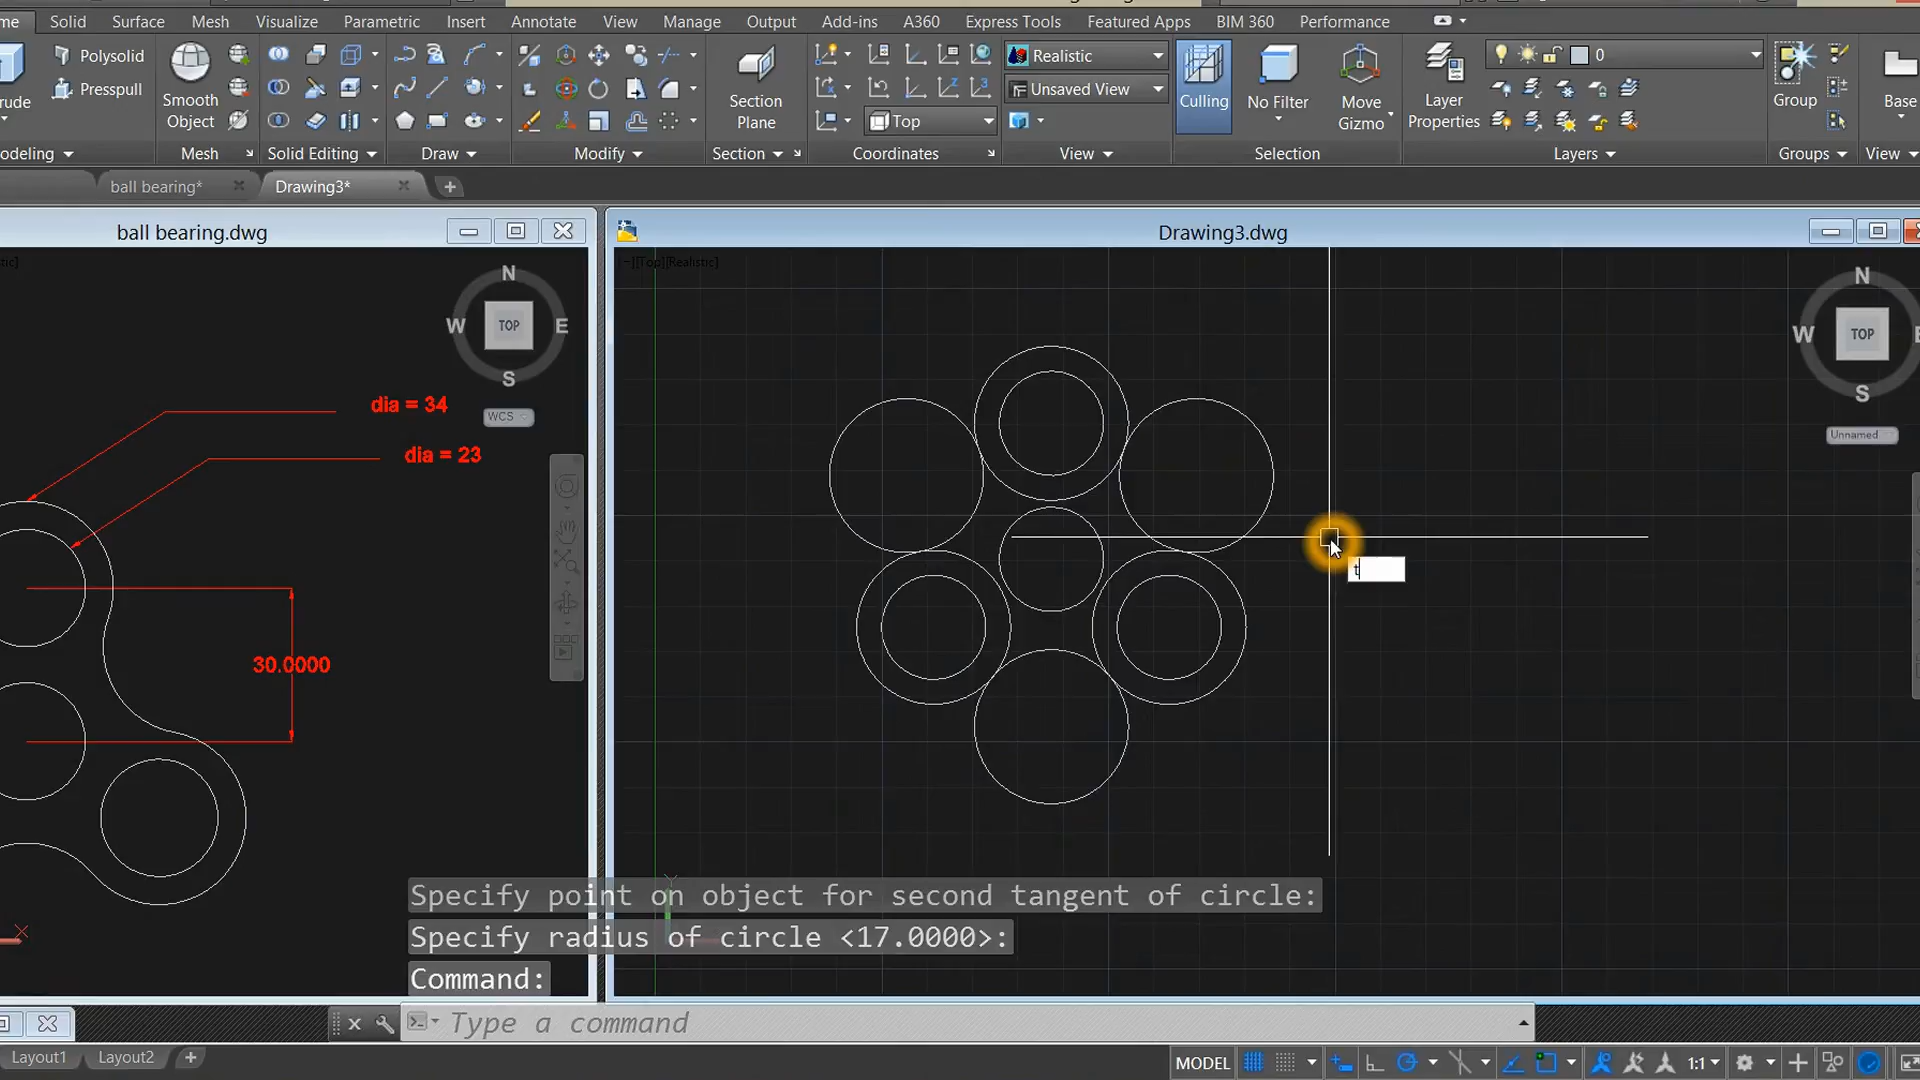 me Solid Surface Mesh Visualize Parametric Insert Annotate View Manage Output Add-ins A360 Express Tools Featured Apps BIM 360 Performance
Polysolid
Presspull
rude
Smooth Object
Section Plane
Realistic
Unsaved View
Top
Culling
No Filter
Move Gizmo
Layer Properties
0
Group
Base
odeling Mesh Solid Editing Draw Modify Section Coordinates View Selection Layers Groups View
ball bearing* Drawing3*
ball bearing.dwg
Drawing3.dwg
tic]
[−][Top][Realistic]
N
W TOP E
S
WCS
N
W TOP E
S
Unnamed
dia = 34
dia = 23
30.0000
t
Specify point on object for second tangent of circle:
Specify radius of circle <17.0000>:
Command:
Type a command
Layout1 Layout2 +
MODEL 1:1